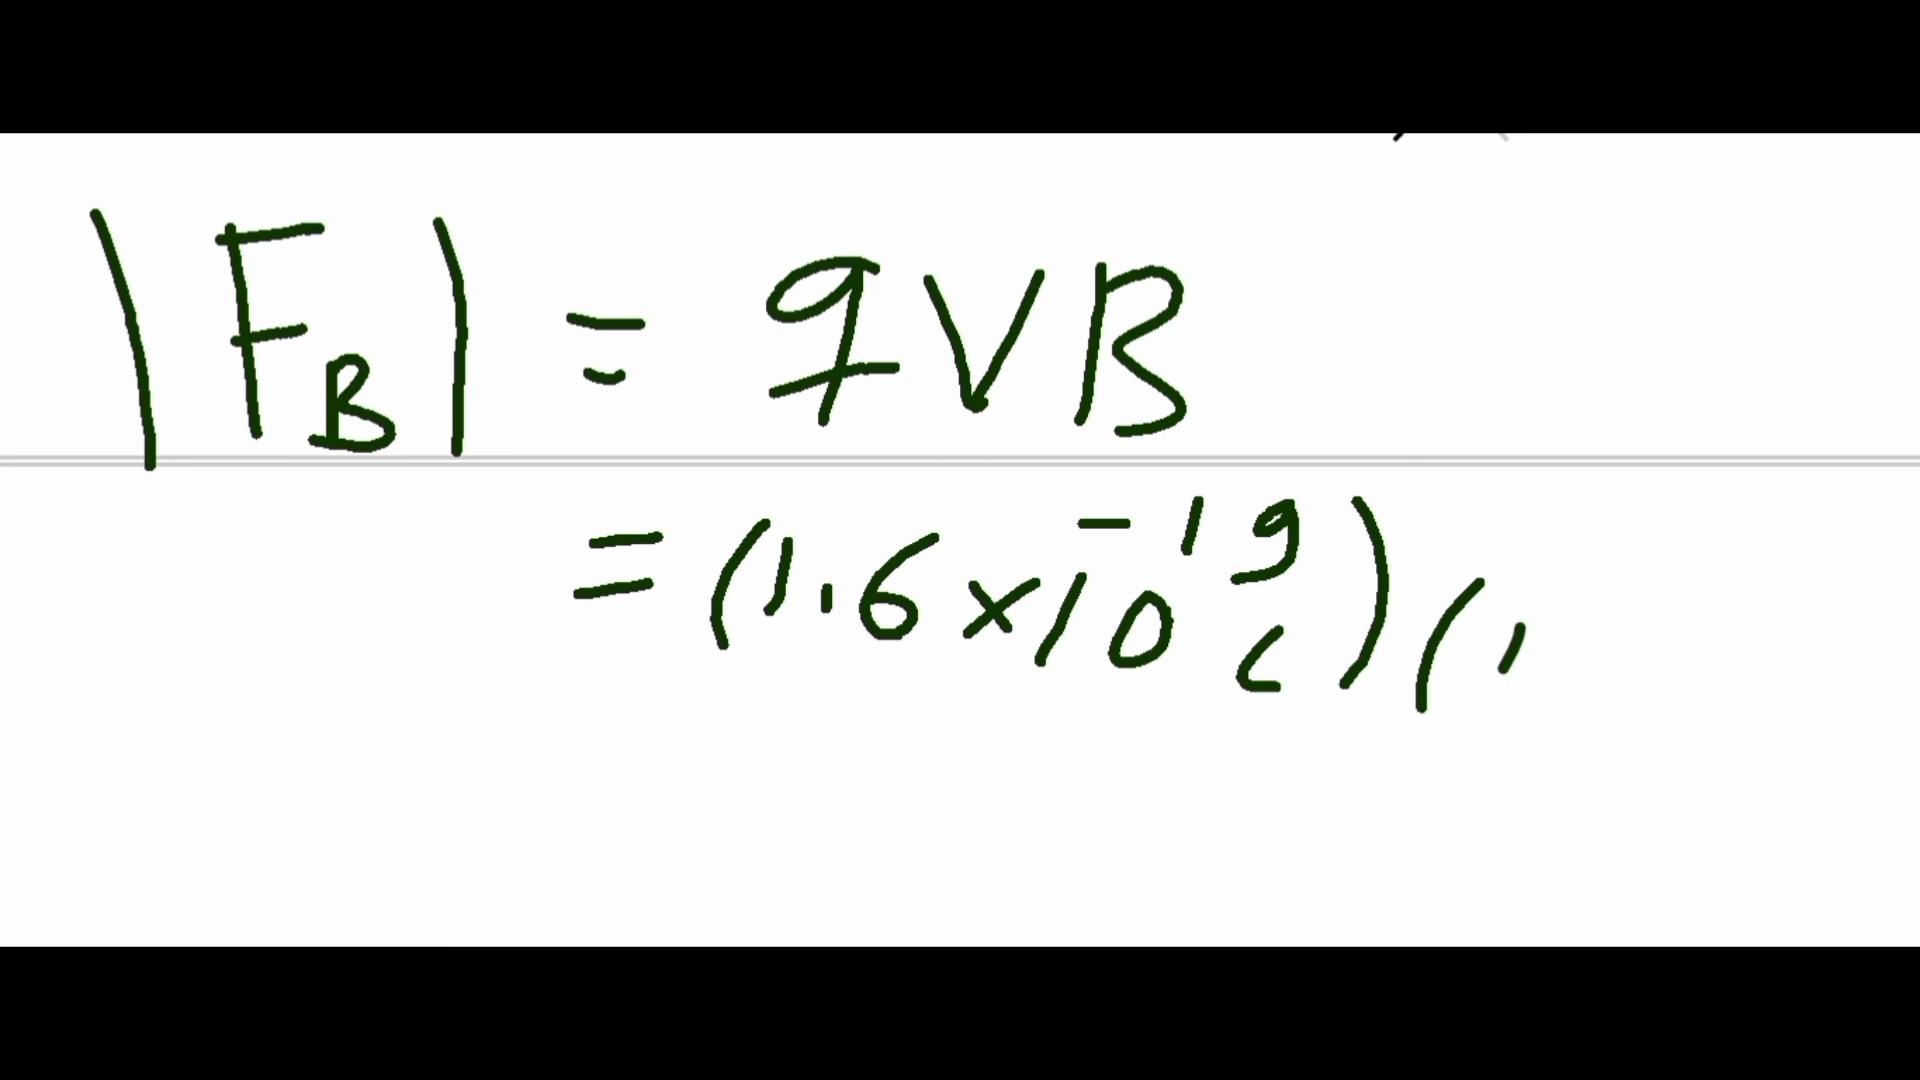 |F_B| = qVB
= (1.6×10^-19 C) (